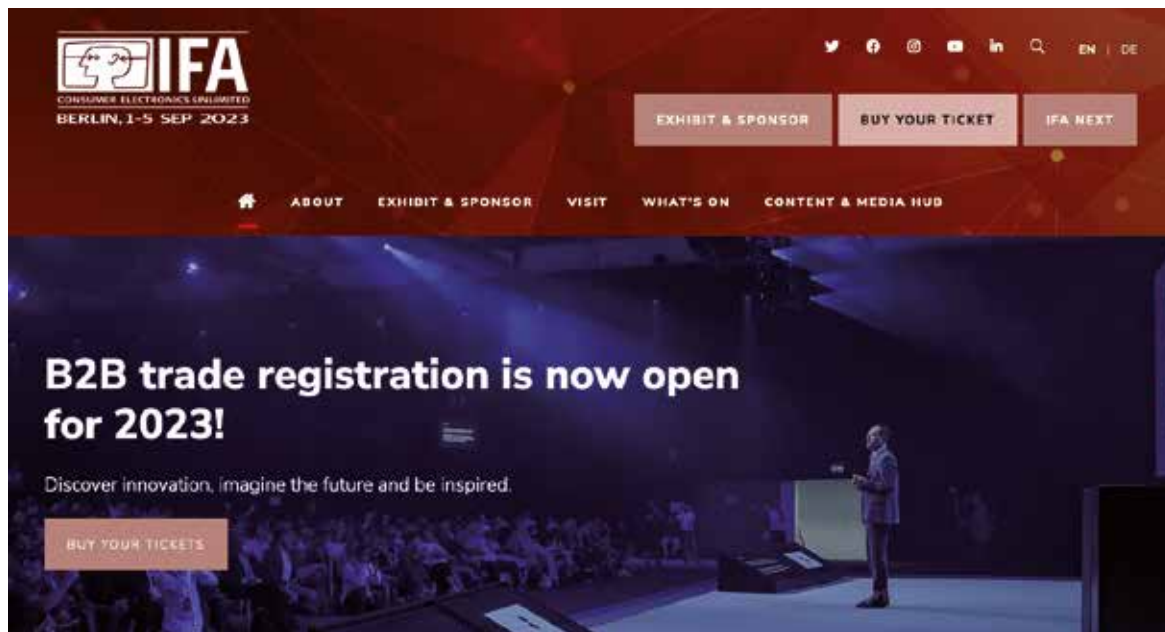 IFA
CONSUMER ELECTRONICS UNLIMITED
BERLIN, 1-5 SEP 2023
EN | DE
EXHIBIT & SPONSOR
BUY YOUR TICKET
IFA NEXT
ABOUT
EXHIBIT & SPONSOR
VISIT
WHAT'S ON
CONTENT & MEDIA HUB
B2B trade registration is now open
for 2023!
Discover innovation, imagine the future and be inspired.
BUY YOUR TICKETS